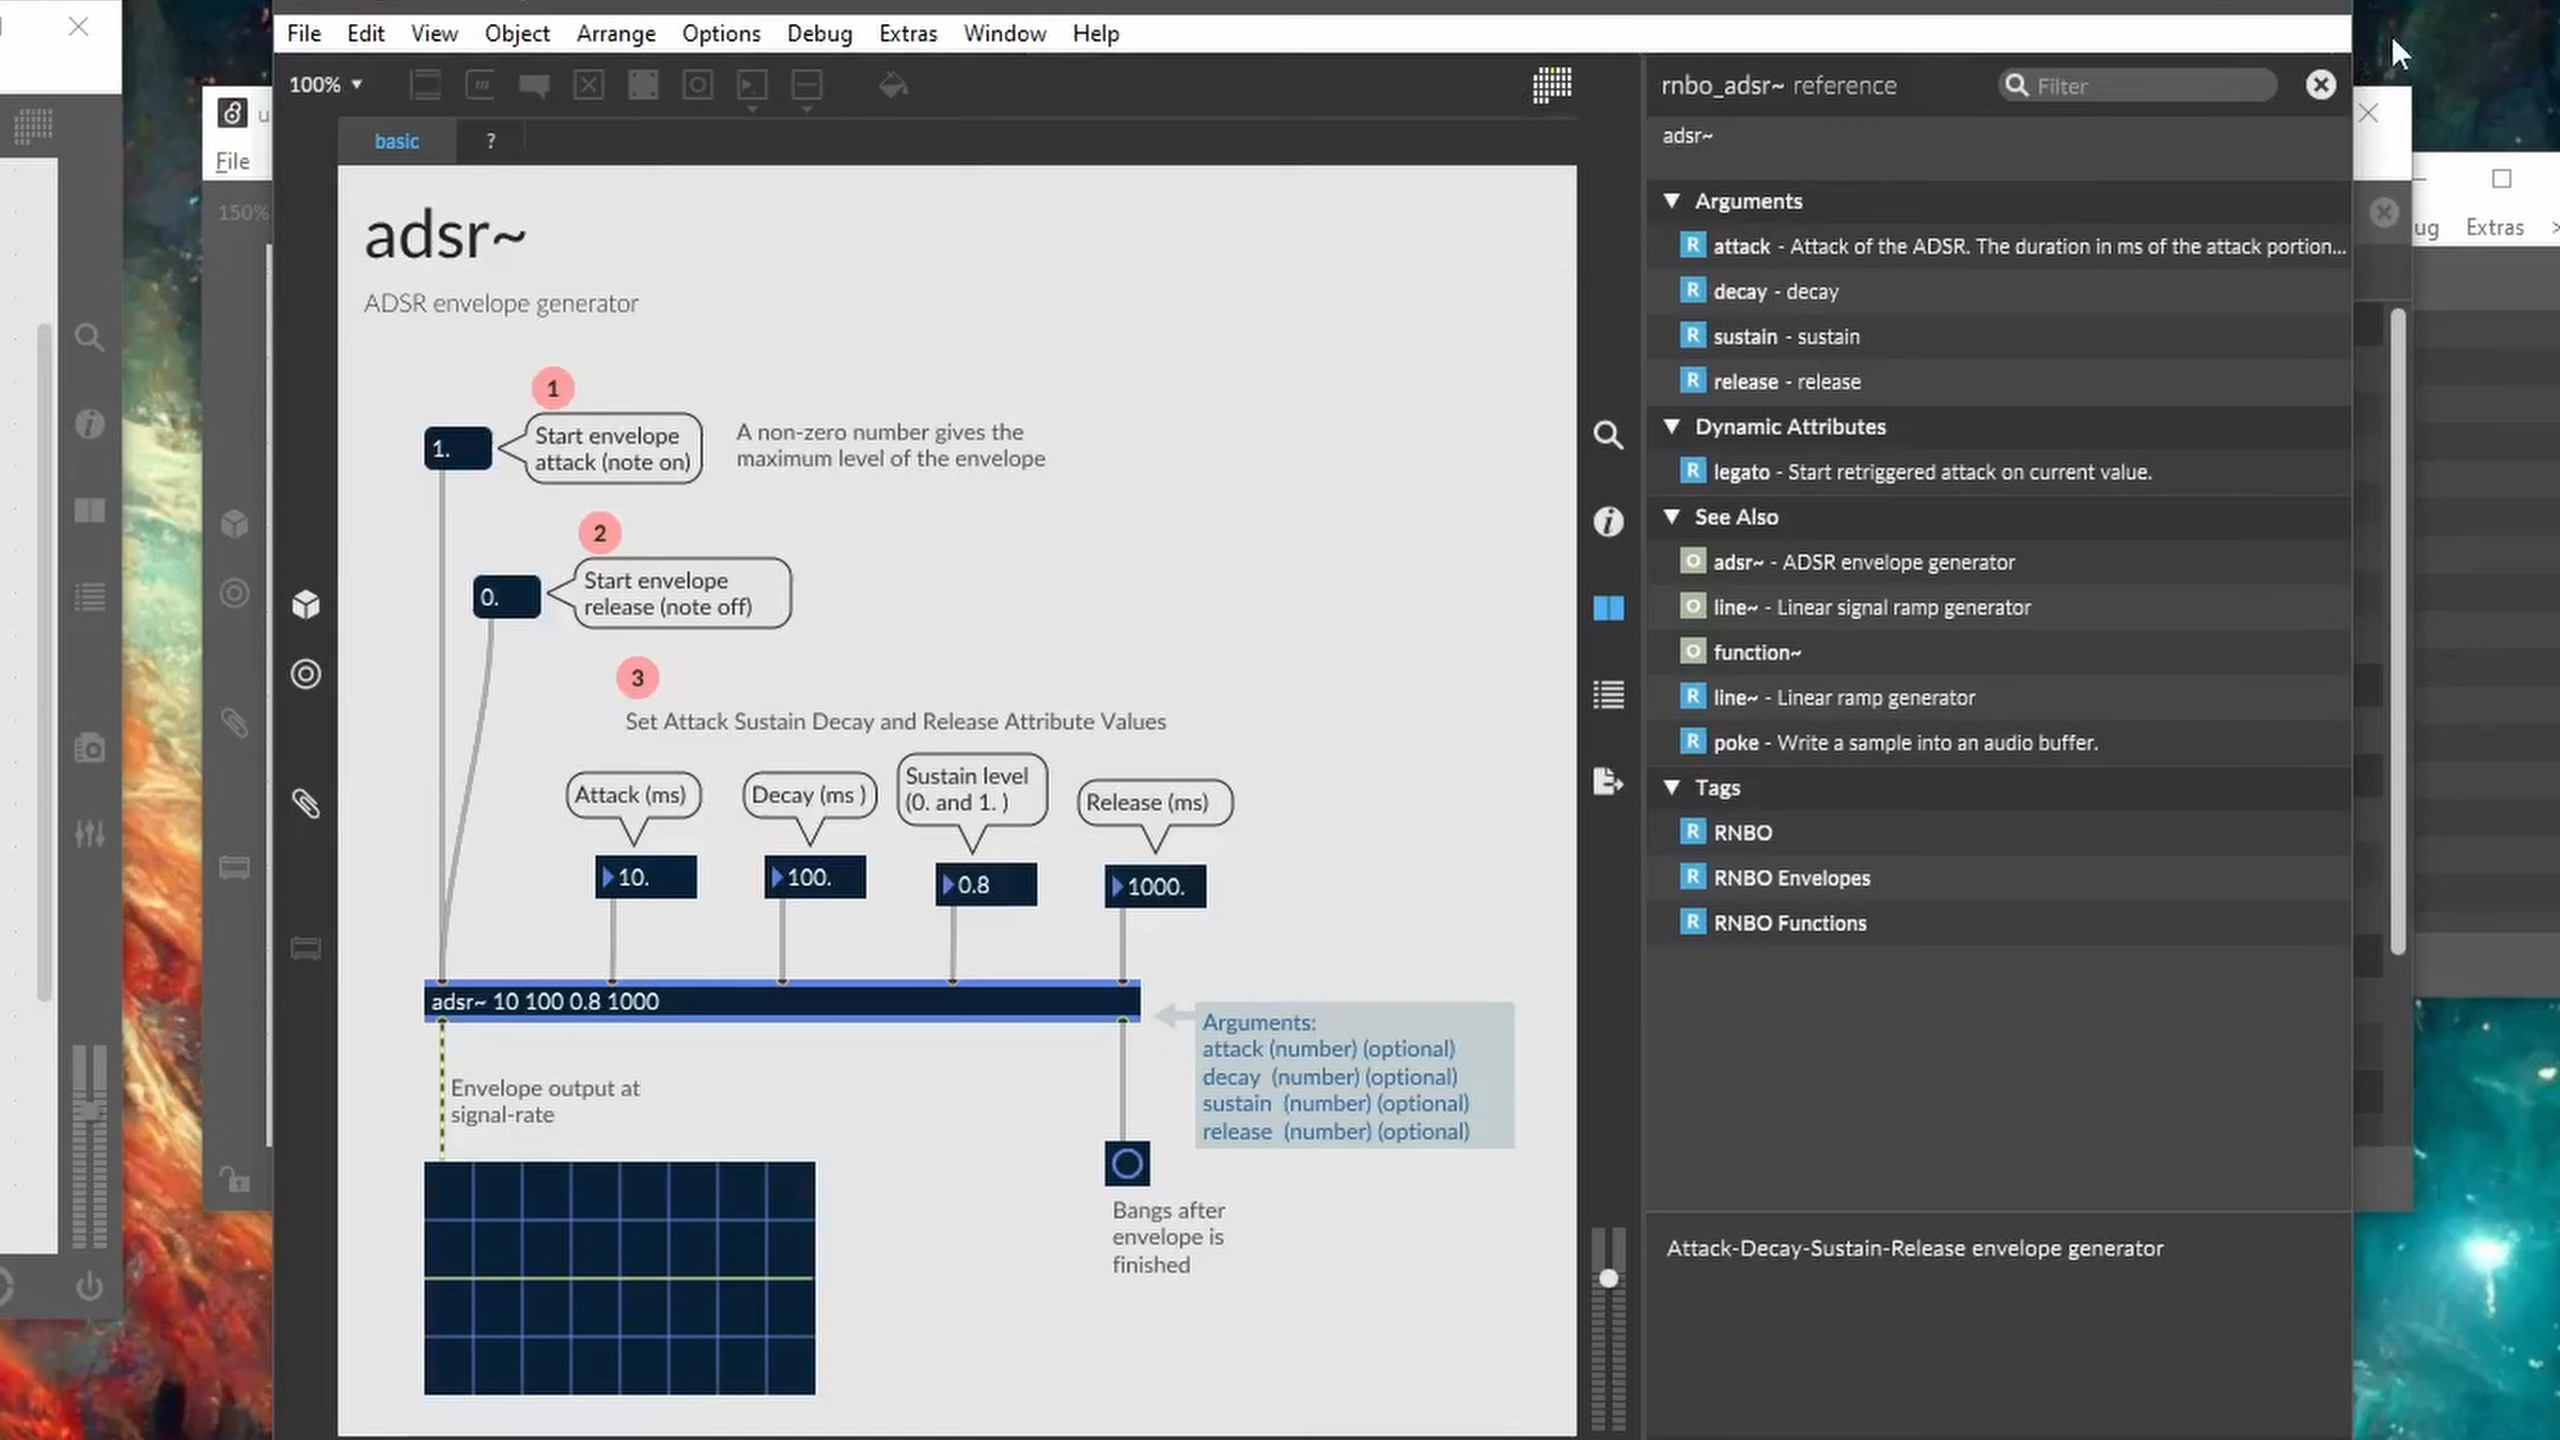 File Edit View Object Arrange Options Debug Extras Window Help
100%
rnbo_adsr~ reference
Filter
u
File
150%
ug Extras
basic
?
adsr~
ADSR envelope generator
1
1.
Start envelope
attack (note on)
A non-zero number gives the
maximum level of the envelope
2
0.
Start envelope
release (note off)
3
Set Attack Sustain Decay and Release Attribute Values
Attack (ms)
Decay (ms )
Sustain level
(0. and 1. )
Release (ms)
10.
100.
0.8
1000.
adsr~ 10 100 0.8 1000
Arguments:
attack (number) (optional)
decay (number) (optional)
sustain (number) (optional)
release (number) (optional)
Envelope output at
signal-rate
Bangs after
envelope is
finished
adsr~
Arguments
R attack - Attack of the ADSR. The duration in ms of the attack portion...
R decay - decay
R sustain - sustain
R release - release
Dynamic Attributes
R legato - Start retriggered attack on current value.
See Also
O adsr~ - ADSR envelope generator
O line~ - Linear signal ramp generator
O function~
R line~ - Linear ramp generator
R poke - Write a sample into an audio buffer.
Tags
R RNBO
R RNBO Envelopes
R RNBO Functions
Attack-Decay-Sustain-Release envelope generator